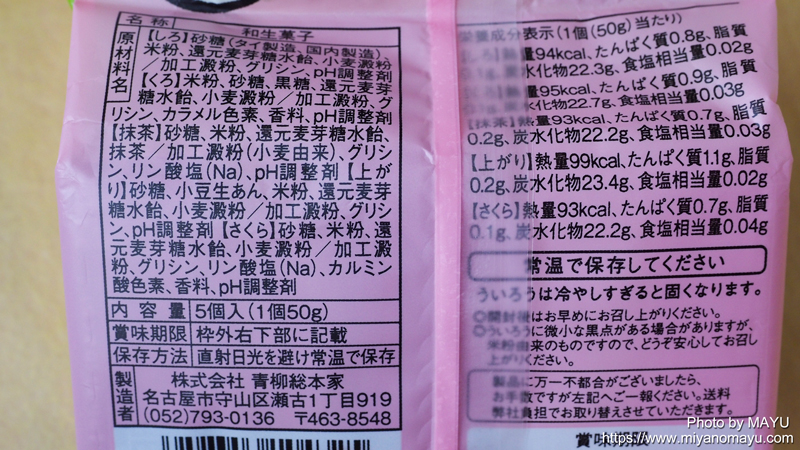 名称 和生菓子
原材料名
【しろ】砂糖(タイ製造、国内製造)、
米粉、還元麦芽糖水飴、小麦澱粉
／加工澱粉、グリシン、pH調整剤
【くろ】米粉、砂糖、黒糖、還元麦芽
糖水飴、小麦澱粉／加工澱粉、グ
リシン、カラメル色素、香料、pH調整剤
【抹茶】砂糖、米粉、還元麦芽糖水飴、
抹茶／加工澱粉(小麦由来)、グリシ
ン、リン酸塩(Na)、pH調整剤【上が
り】砂糖、小豆生あん、米粉、還元麦芽
糖水飴、小麦澱粉／加工澱粉、グリシ
ン、pH調整剤【さくら】砂糖、米粉、還
元麦芽糖水飴、小麦澱粉／加工澱
粉、グリシン、リン酸塩(Na)、カルミン
酸色素、香料、pH調整剤
内容量 5個入(1個50g)
賞味期限 枠外右下部に記載
保存方法 直射日光を避け常温で保存
製造者
株式会社 青柳総本家
名古屋市守山区瀬古1丁目919
(052)793-0136 〒463-8548
栄養成分表示(1個(50g)当たり)
熱量94kcal、たんぱく質0.8g、脂質
0.1g、炭水化物22.3g、食塩相当量0.02g
熱量95kcal、たんぱく質0.9g、脂質
炭水化物22.7g、食塩相当量0.03g
【抹茶】熱量93kcal、たんぱく質0.7g、脂質
0.2g、炭水化物22.2g、食塩相当量0.03g
【上がり】熱量99kcal、たんぱく質1.1g、脂質
0.2g、炭水化物23.4g、食塩相当量0.02g
【さくら】熱量93kcal、たんぱく質0.7g、脂質
0.1g、炭水化物22.2g、食塩相当量0.04g
常温で保存してください
ういろうは冷やしすぎると固くなります。
◎開封後はお早めにお召し上がりください。
◎ういろうに微小な黒点がある場合がありますが、
米粉由来のものですので、どうぞ安心してお召し
上がりください。
製品に万一不都合がございましたら、
お手数ですが左記へご一報ください。送料
弊社負担でお取り替えさせていただきます。
賞味期限
Photo by MAYU
https://www.miyanomayu.com/